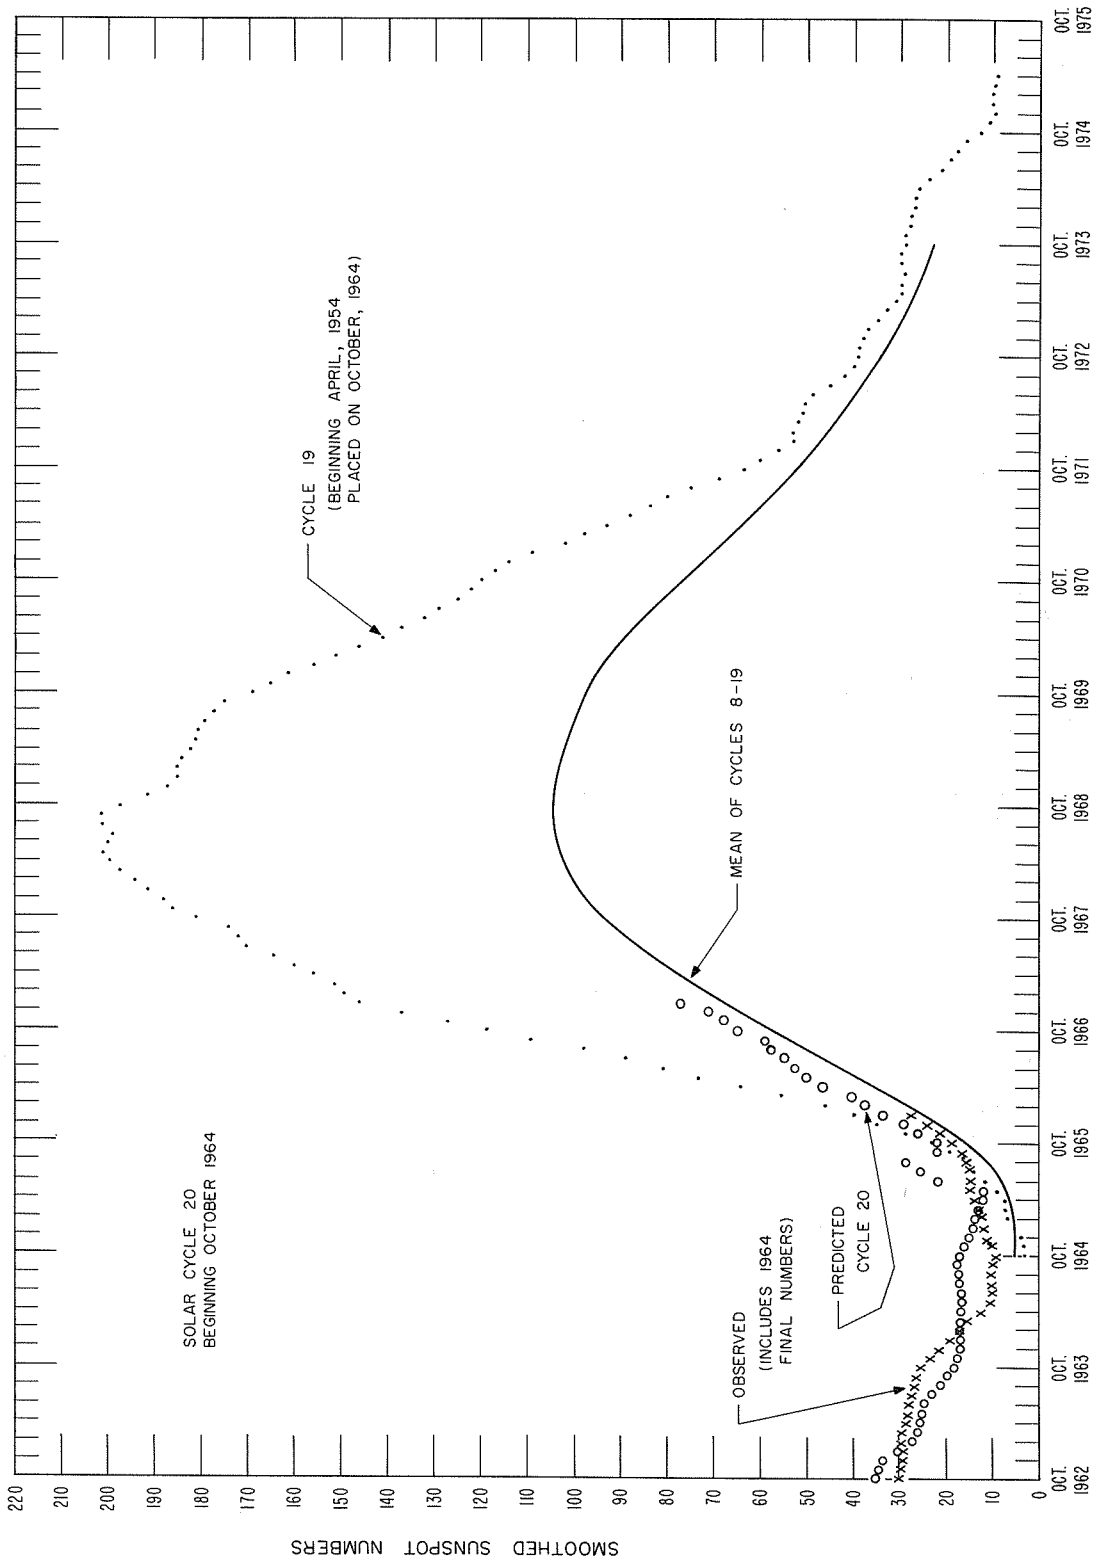 220
210
200
190
180
170
160
150
140
130
120
110
100
90
80
70
60
50
40
30
20
10
0
SMOOTHED SUNSPOT NUMBERS
SOLAR CYCLE 20
BEGINNING OCTOBER 1964
CYCLE 19
(BEGINNING APRIL, 1954
PLACED ON OCTOBER, 1964)
MEAN OF CYCLES 8-19
OBSERVED
(INCLUDES 1964
FINAL NUMBERS)
PREDICTED
CYCLE 20
OCT.
1962
OCT.
1963
OCT.
1964
OCT.
1965
OCT.
1966
OCT.
1967
OCT.
1968
OCT.
1969
OCT.
1970
OCT.
1971
OCT.
1972
OCT.
1973
OCT.
1974
OCT.
1975